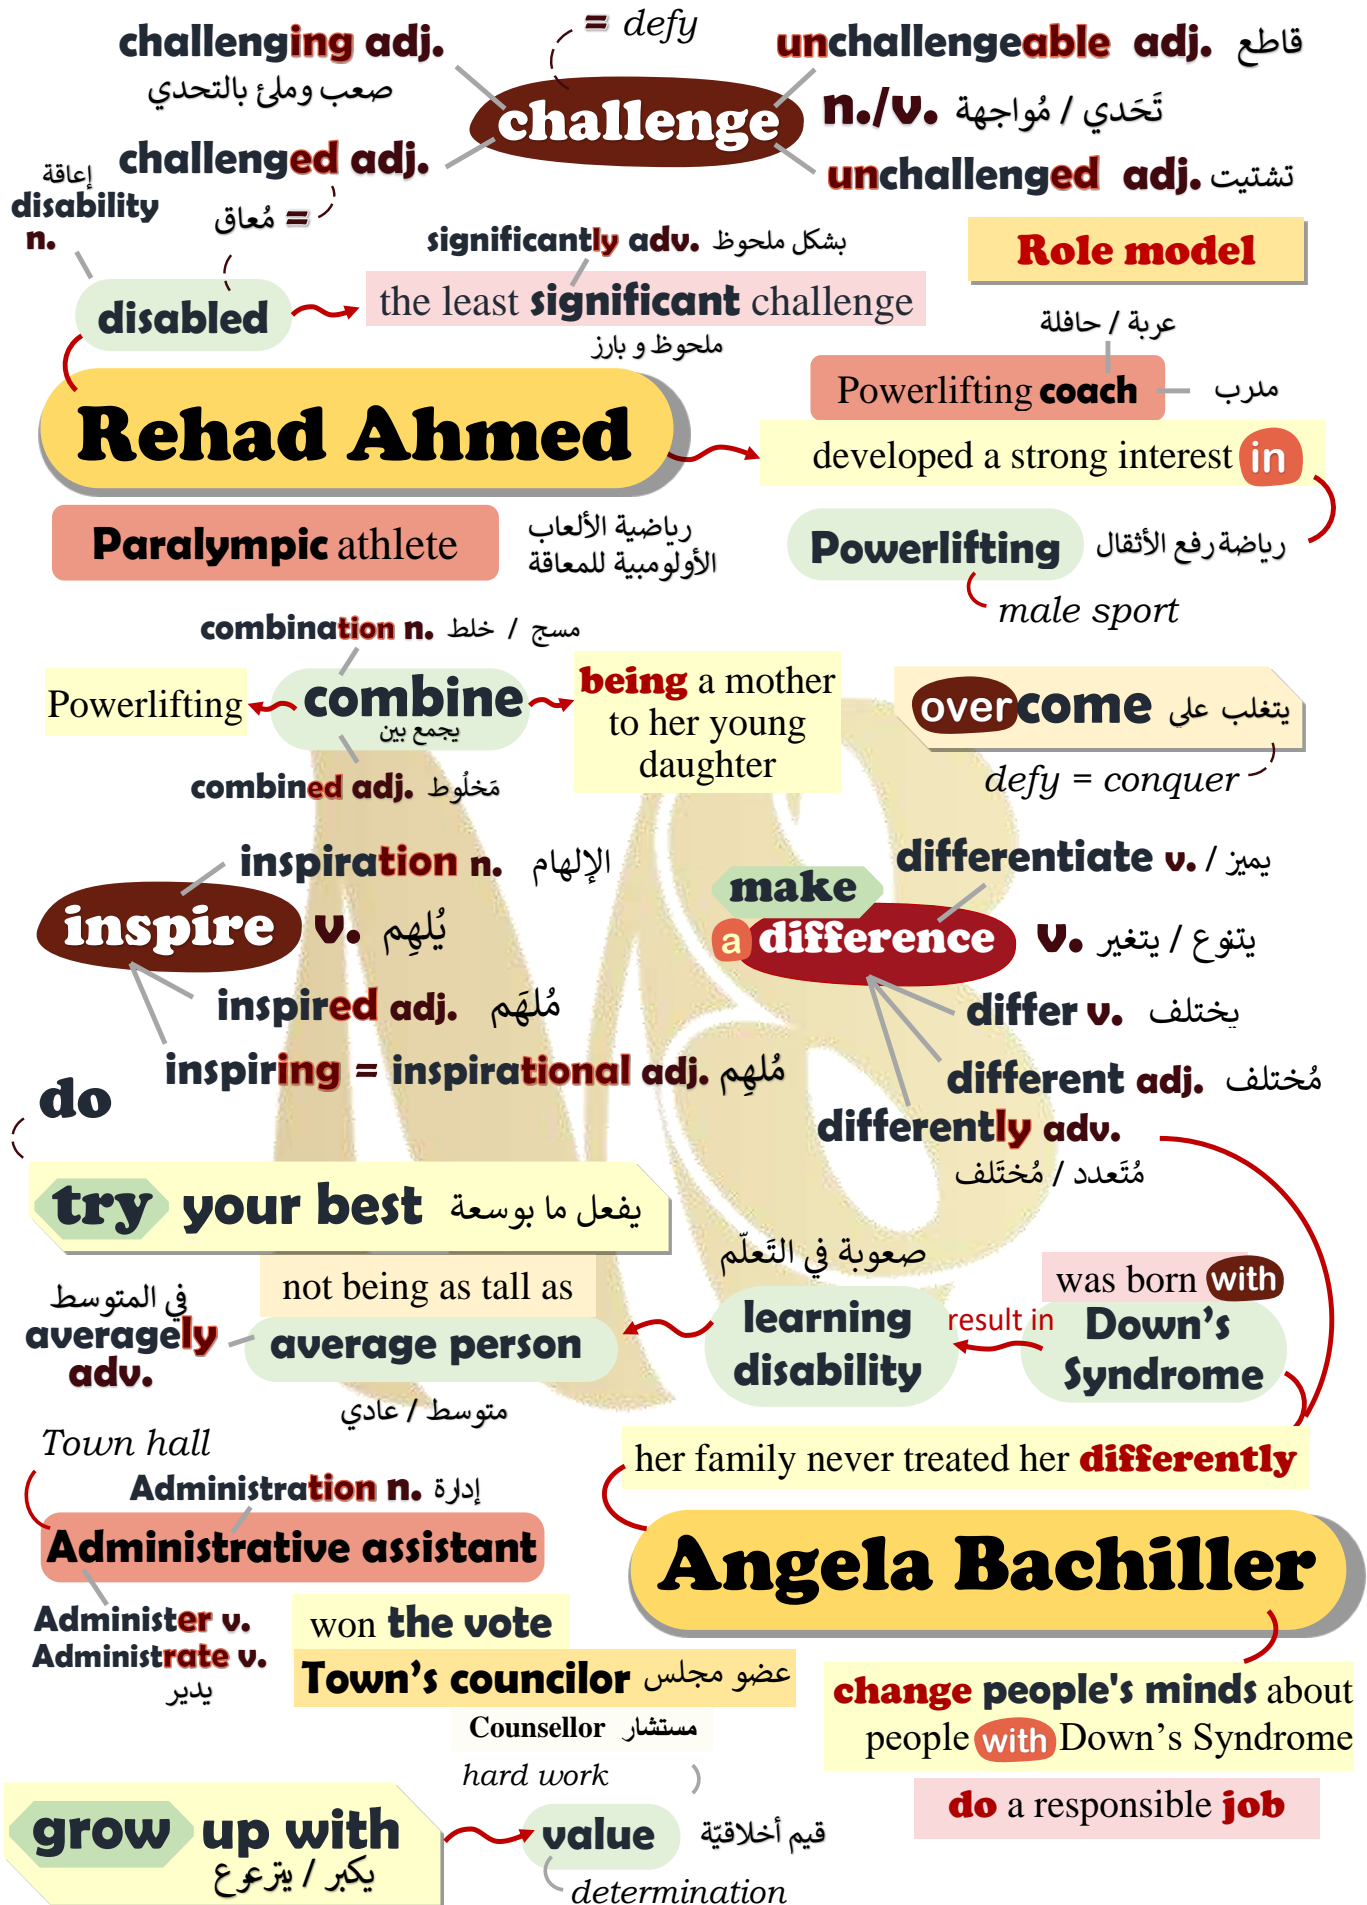 challenging adj.
صعب وملئ بالتحدي
= defy
challenge
unchallengeable adj. قاطع
n./v. تَحَدي / مُواجهة
challenged adj.
unchallenged adj. تشتيت
إعاقة
disability
n.
= مُعاق
significantly adv. بشكل ملحوظ
Role model
disabled
the least significant challenge
ملحوظ و بارز
عربة / حافلة
Powerlifting coach
مدرب
Rehad Ahmed
developed a strong interest in
Paralympic athlete
رياضية الألعاب
الأولومبية للمعاقة
Powerlifting
رياضة رفع الأثقال
male sport
combination n. مسج / خلط
Powerlifting
combine
يجمع بين
being a mother
to her young
daughter
overcome يتغلب على
combined adj. مَخلُوط
defy = conquer
inspiration n. الإلهام
inspire
v. يُلهِم
inspired adj. مُلهَم
inspiring = inspirational adj. مُلهِم
make
a difference
differentiate v. / يميز
v. يتنوع / يتغير
differ v. يختلف
different adj. مُختلف
differently adv.
مُتَعدد / مُختَلف
do
try your best يفعل ما بوسعة
not being as tall as
في المتوسط
averagely
adv.
average person
متوسط / عادي
صعوبة في التَعلّم
learning
disability
result in
was born with
Down's
Syndrome
her family never treated her differently
Town hall
Administration n. إدارة
Administrative assistant
Angela Bachiller
Administer v.
Administrate v.
يدير
won the vote
Town's councilor عضو مجلس
Counsellor مستشار
change people's minds about
people with Down's Syndrome
do a responsible job
hard work
grow up with
يكبر / يترعوع
value
قيم أخلاقيّة
determination